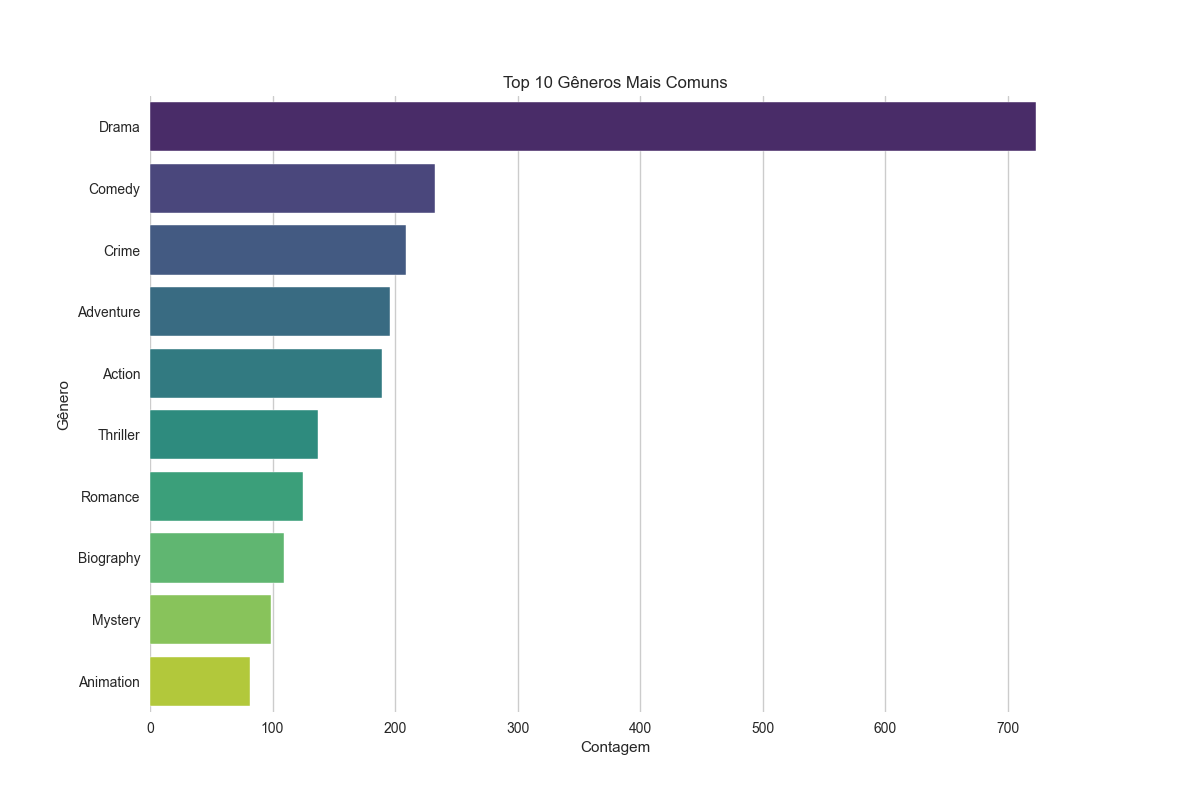 Top 10 Gêneros Mais Comuns
Drama
Comedy
Crime
Adventure
Action
Thriller
Romance
Biography
Mystery
Animation
Gênero
0 100 200 300 400 500 600 700
Contagem